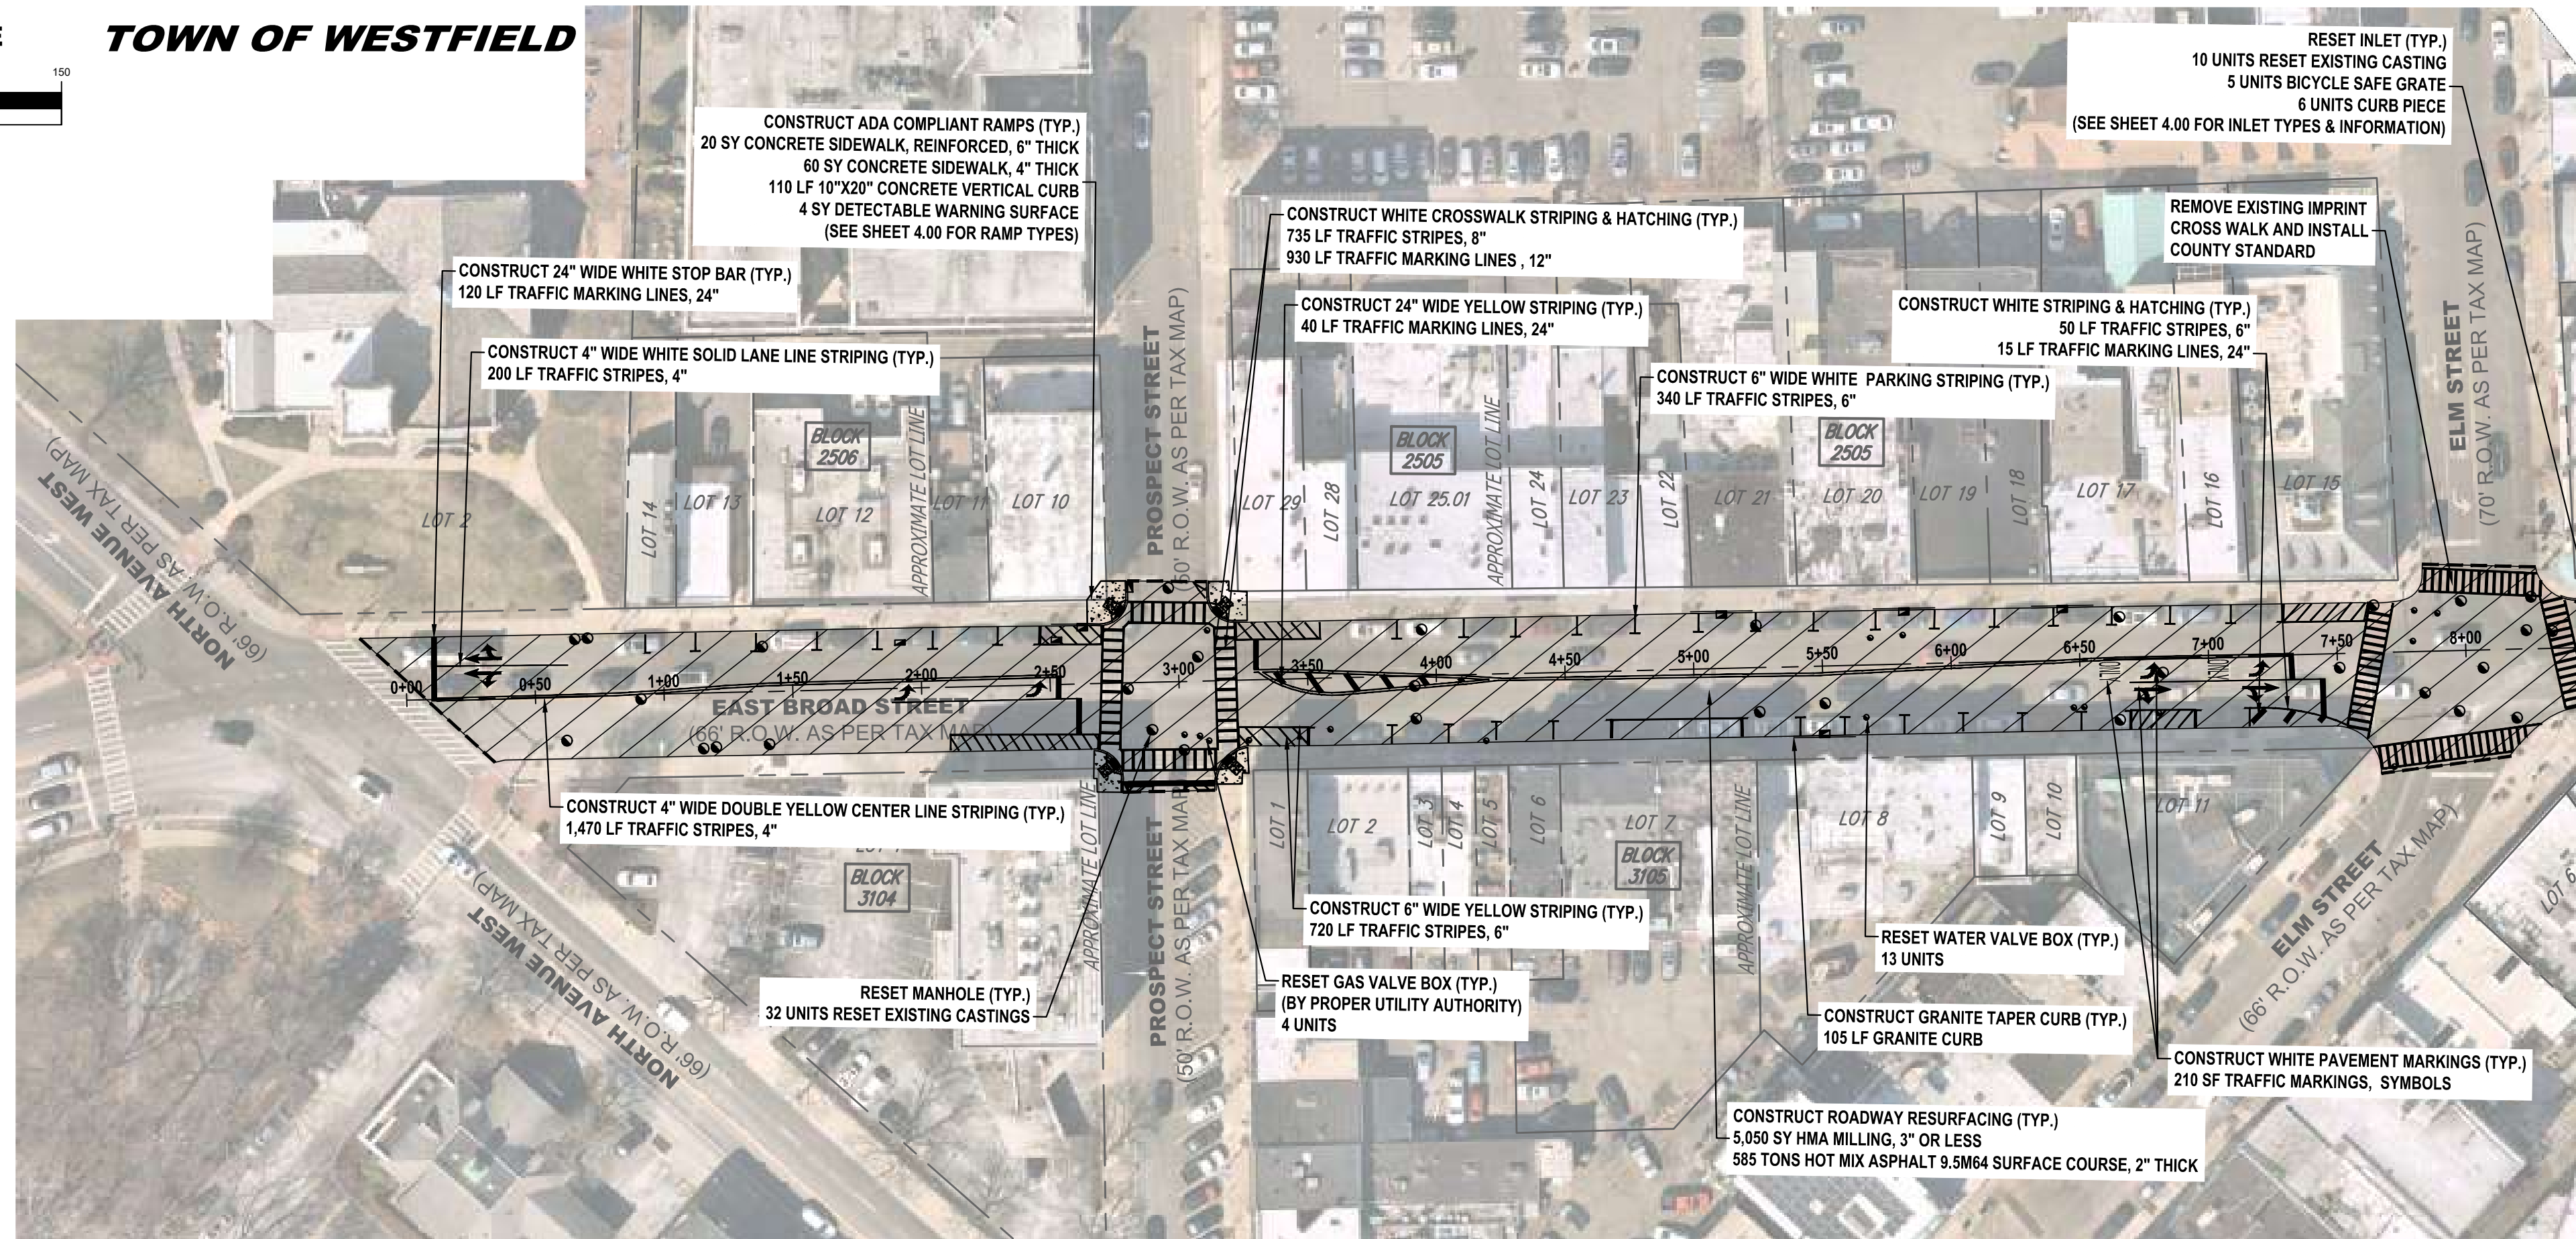 E
TOWN OF WESTFIELD
150
RESET INLET (TYP.)
10 UNITS RESET EXISTING CASTING
5 UNITS BICYCLE SAFE GRATE
6 UNITS CURB PIECE
(SEE SHEET 4.00 FOR INLET TYPES & INFORMATION)
CONSTRUCT ADA COMPLIANT RAMPS (TYP.)
20 SY CONCRETE SIDEWALK, REINFORCED, 6" THICK
60 SY CONCRETE SIDEWALK, 4" THICK
110 LF 10"X20" CONCRETE VERTICAL CURB
4 SY DETECTABLE WARNING SURFACE
(SEE SHEET 4.00 FOR RAMP TYPES)
CONSTRUCT WHITE CROSSWALK STRIPING & HATCHING (TYP.)
735 LF TRAFFIC STRIPES, 8"
930 LF TRAFFIC MARKING LINES , 12"
REMOVE EXISTING IMPRINT
CROSS WALK AND INSTALL
COUNTY STANDARD
CONSTRUCT 24" WIDE WHITE STOP BAR (TYP.)
120 LF TRAFFIC MARKING LINES, 24"
CONSTRUCT 24" WIDE YELLOW STRIPING (TYP.)
40 LF TRAFFIC MARKING LINES, 24"
CONSTRUCT WHITE STRIPING & HATCHING (TYP.)
50 LF TRAFFIC STRIPES, 6"
15 LF TRAFFIC MARKING LINES, 24"
CONSTRUCT 4" WIDE WHITE SOLID LANE LINE STRIPING (TYP.)
200 LF TRAFFIC STRIPES, 4"
CONSTRUCT 6" WIDE WHITE PARKING STRIPING (TYP.)
340 LF TRAFFIC STRIPES, 6"
PROSPECT STREET
(50' R.O.W. AS PER TAX MAP)
ELM STREET
(70' R.O.W. AS PER TAX MAP)
NORTH AVENUE WEST
(66' R.O.W. AS PER TAX MAP)
BLOCK
2506
BLOCK
2505
BLOCK
2505
LOT 2
LOT 14
LOT 13
LOT 12
APPROXIMATE LOT LINE
LOT 11
LOT 10
LOT 29
LOT 28
LOT 25.01
APPROXIMATE LOT LINE
LOT 24
LOT 23
LOT 22
LOT 21
LOT 20
LOT 19
LOT 18
LOT 17
LOT 16
LOT 15
0+00
0+50
1+00
1+50
2+00
2+50
3+00
3+50
4+00
4+50
5+00
5+50
6+00
6+50
7+00
7+50
8+00
ONLY
ONLY
EAST BROAD STREET
(66' R.O.W. AS PER TAX MAP)
CONSTRUCT 4" WIDE DOUBLE YELLOW CENTER LINE STRIPING (TYP.)
1,470 LF TRAFFIC STRIPES, 4"
BLOCK
3104
APPROXIMATE LOT LINE
PROSPECT STREET
(50' R.O.W. AS PER TAX MAP)
LOT 1
LOT 2
LOT 3
LOT 4
LOT 5
LOT 6
LOT 7
BLOCK
3105
APPROXIMATE LOT LINE
LOT 8
LOT 9
LOT 10
LOT 11
LOT 6
NORTH AVENUE WEST
(66' R.O.W. AS PER TAX MAP)
ELM STREET
(66' R.O.W. AS PER TAX MAP)
CONSTRUCT 6" WIDE YELLOW STRIPING (TYP.)
720 LF TRAFFIC STRIPES, 6"
RESET WATER VALVE BOX (TYP.)
13 UNITS
RESET MANHOLE (TYP.)
32 UNITS RESET EXISTING CASTINGS
RESET GAS VALVE BOX (TYP.)
(BY PROPER UTILITY AUTHORITY)
4 UNITS
CONSTRUCT GRANITE TAPER CURB (TYP.)
105 LF GRANITE CURB
CONSTRUCT WHITE PAVEMENT MARKINGS (TYP.)
210 SF TRAFFIC MARKINGS, SYMBOLS
CONSTRUCT ROADWAY RESURFACING (TYP.)
5,050 SY HMA MILLING, 3" OR LESS
585 TONS HOT MIX ASPHALT 9.5M64 SURFACE COURSE, 2" THICK